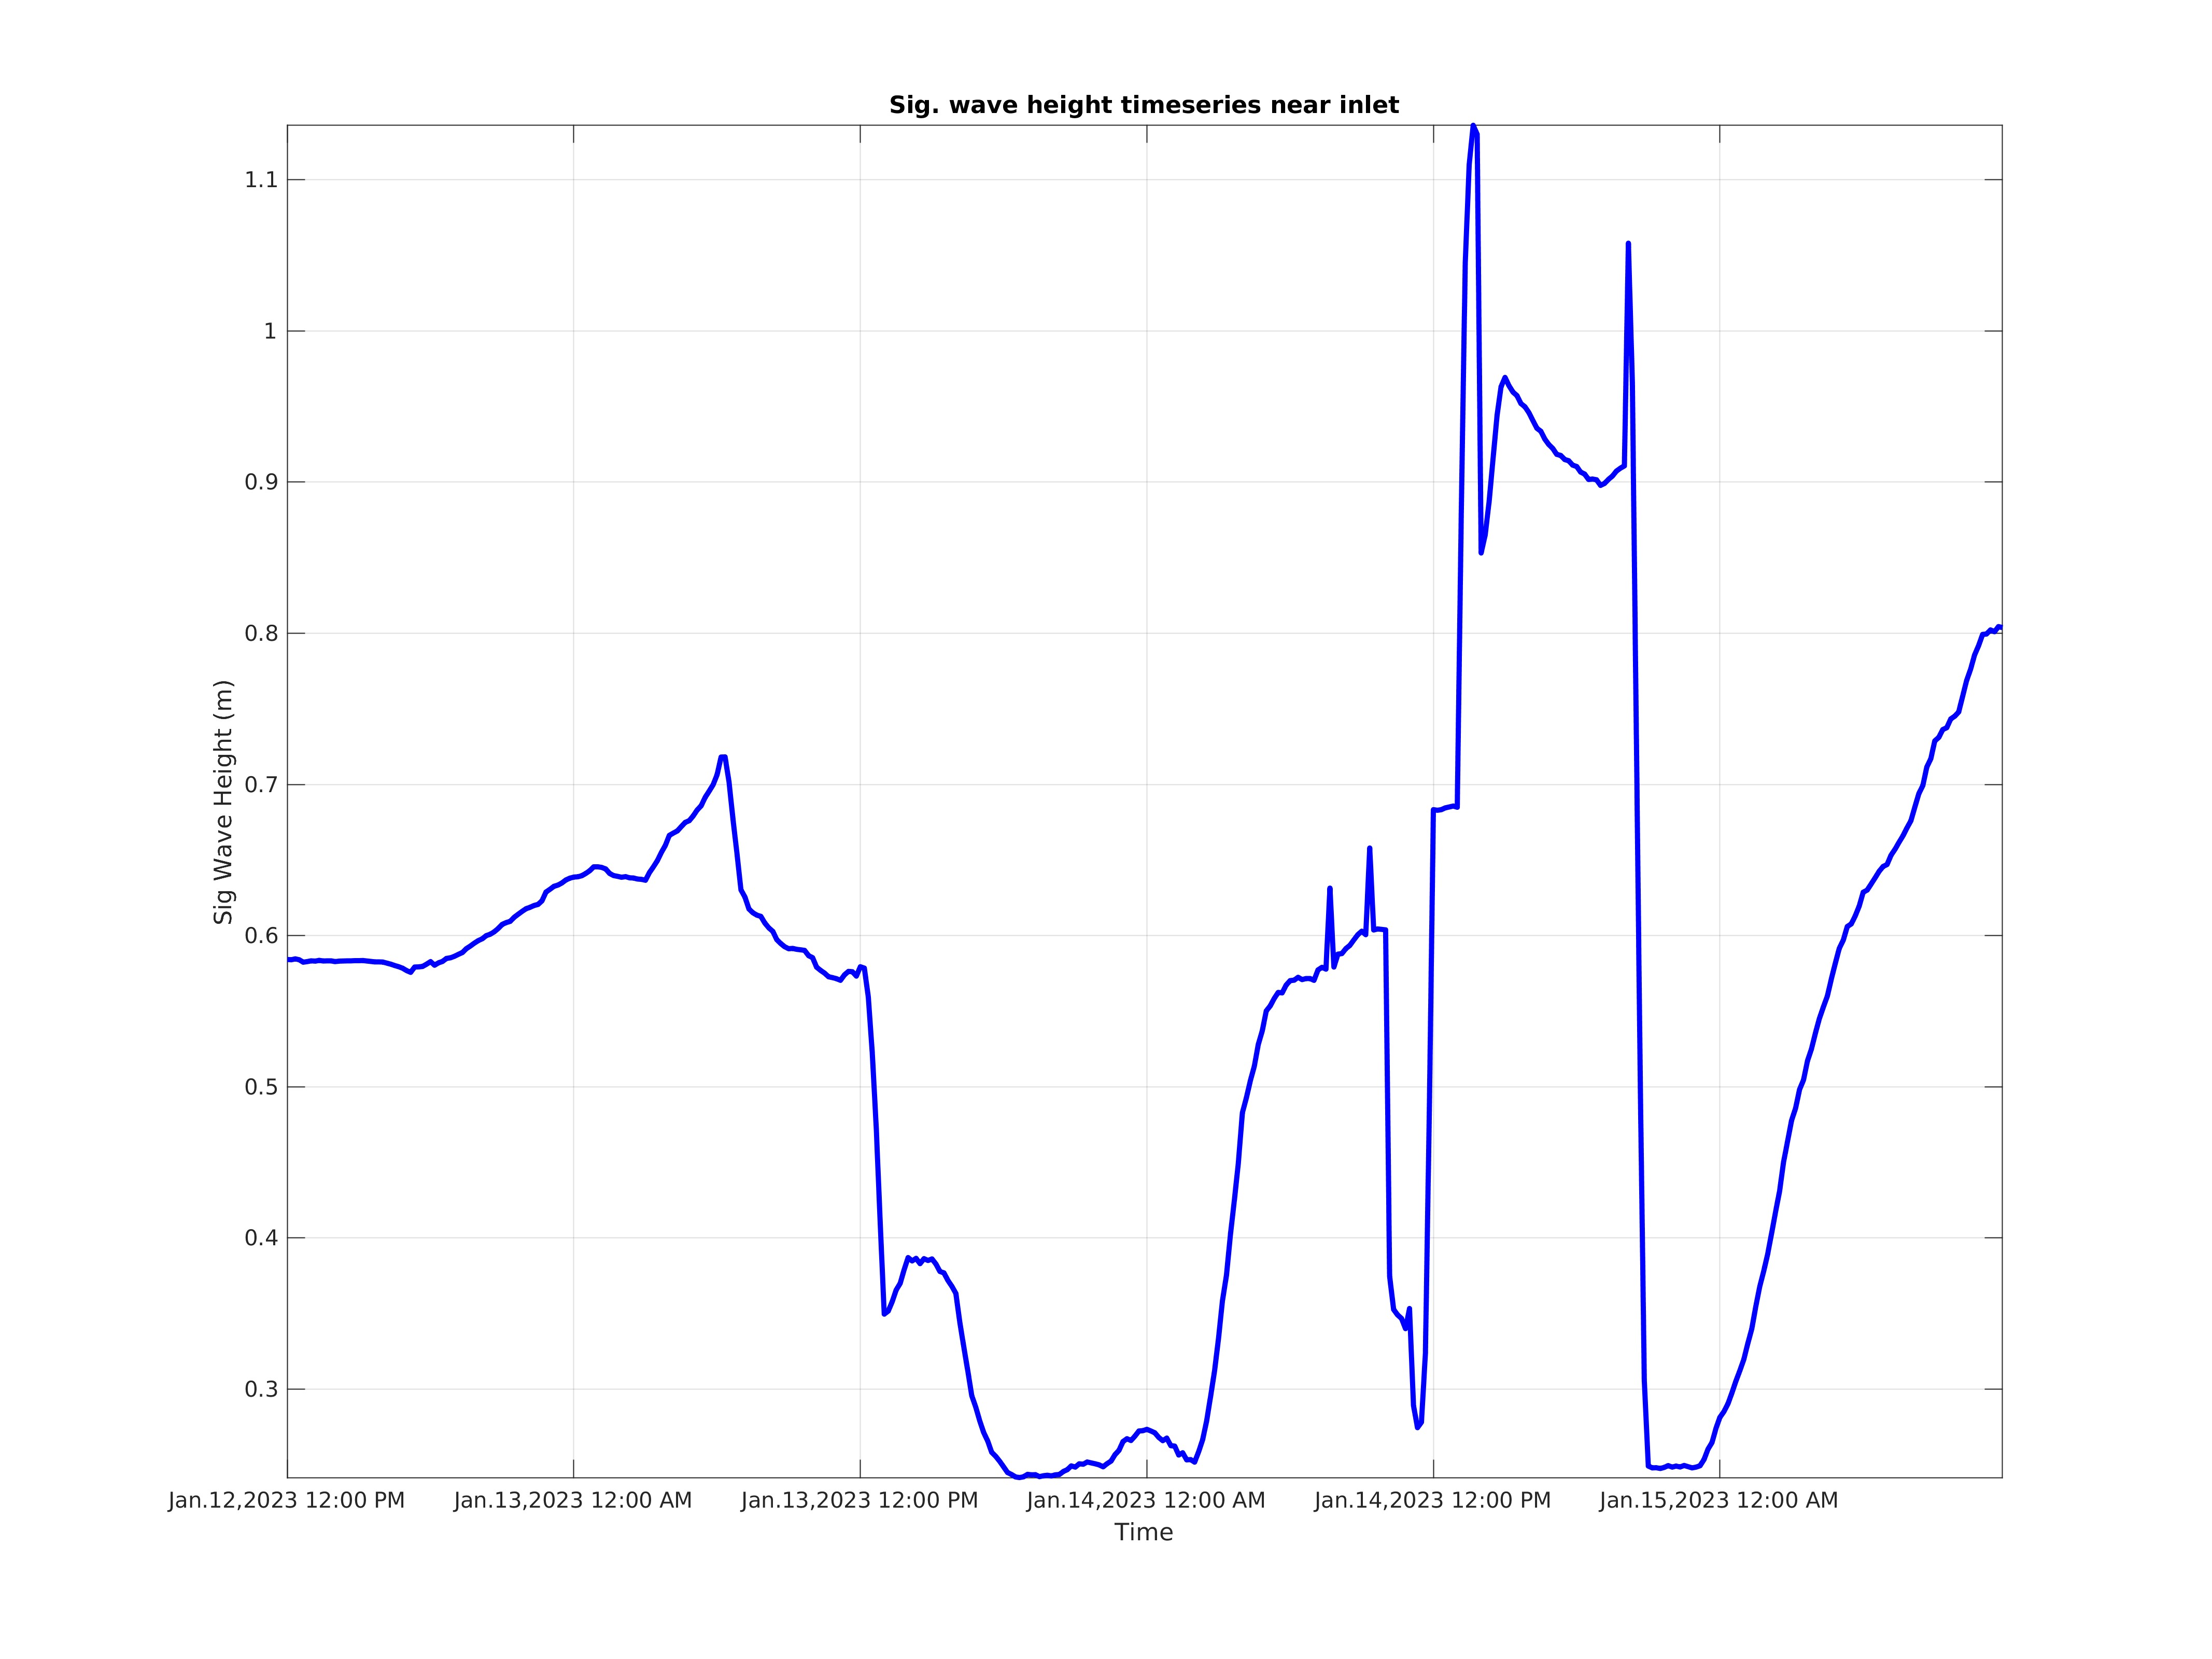 Sig. wave height timeseries near inlet
1.1
1
0.9
0.8
0.7
0.6
0.5
0.4
0.3
Sig Wave Height (m)
Jan.12,2023 12:00 PM
Jan.13,2023 12:00 AM
Jan.13,2023 12:00 PM
Jan.14,2023 12:00 AM
Jan.14,2023 12:00 PM
Jan.15,2023 12:00 AM
Time